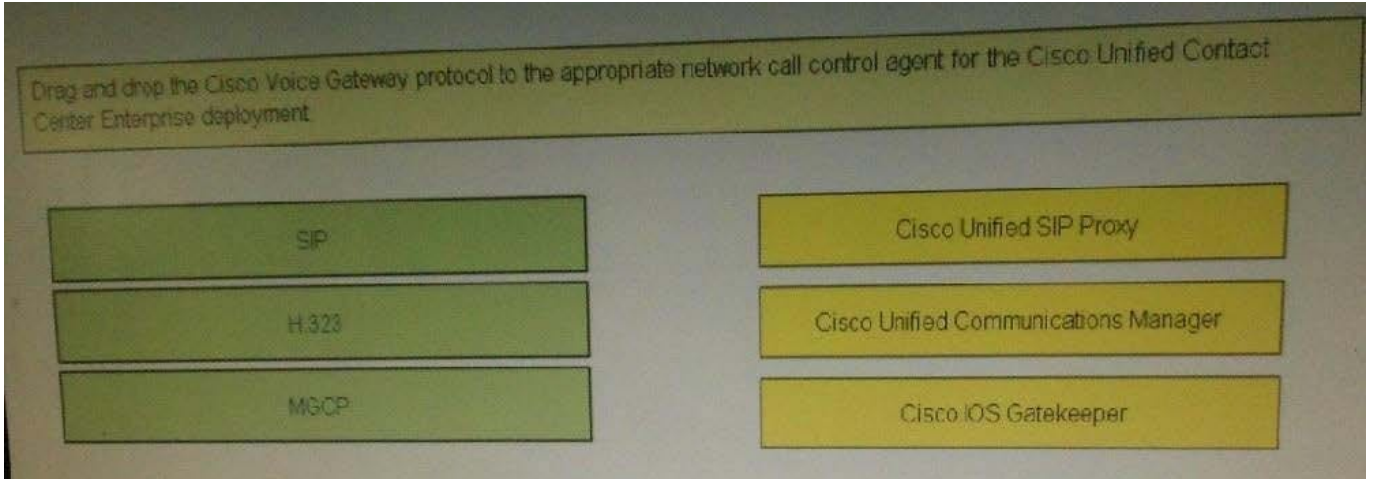 Drag and drop the Cisco Voice Gateway protocol to the appropriate network call control agent for the Cisco Unified Contact
Center Enterprise deployment
SIP
Cisco Unified SIP Proxy
H.323
Cisco Unified Communications Manager
MGCP
Cisco IOS Gatekeeper